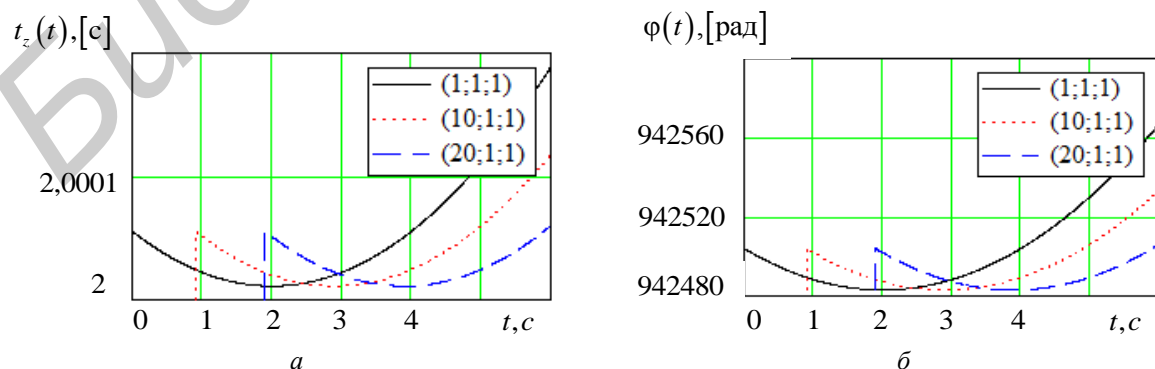 t_z(t),[с]
(1;1;1)
(10;1;1)
(20;1;1)
2,0001
2
0 1 2 3 4 t,с
а
φ(t),[рад]
(1;1;1)
(10;1;1)
(20;1;1)
942560
942520
942480
0 1 2 3 4 t,с
б